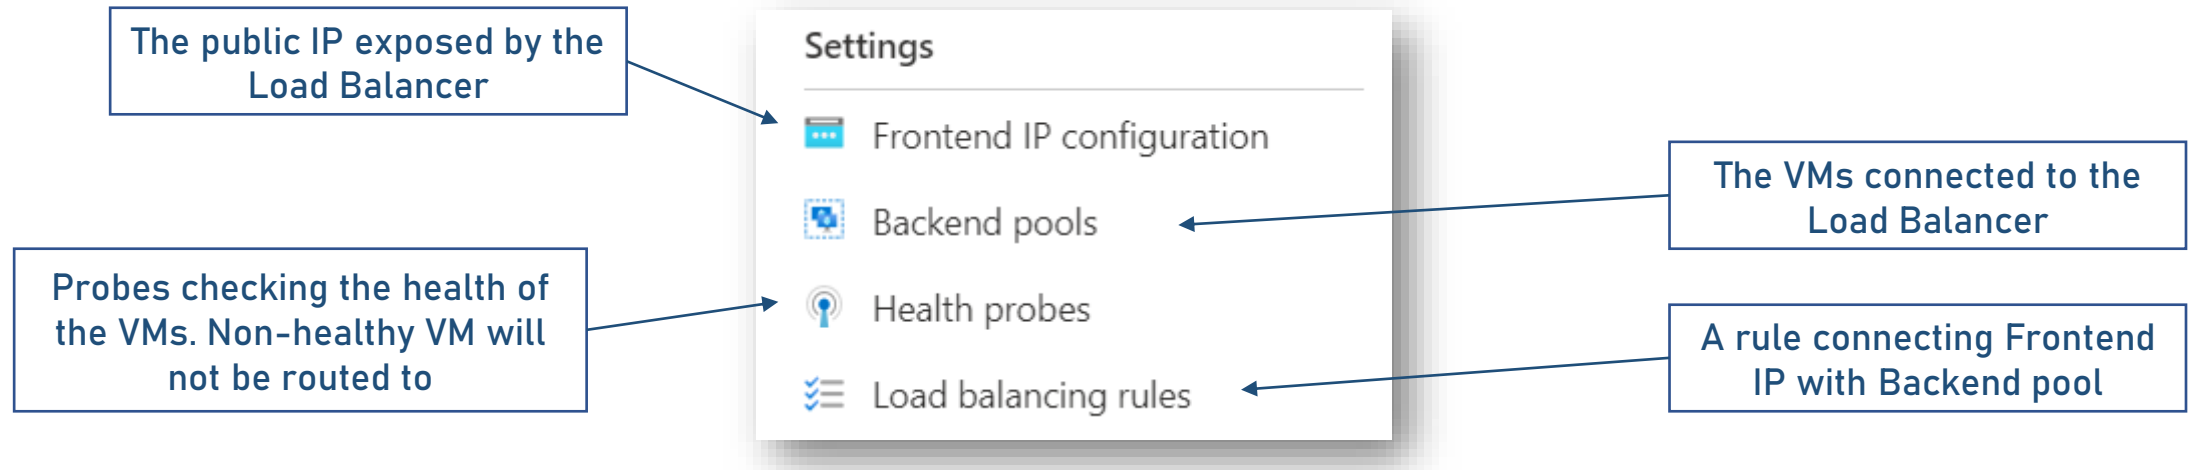 The public IP exposed by the
Load Balancer
Settings
Frontend IP configuration
Backend pools
Health probes
Load balancing rules
Probes checking the health of
the VMs. Non-healthy VM will
not be routed to
The VMs connected to the
Load Balancer
A rule connecting Frontend
IP with Backend pool